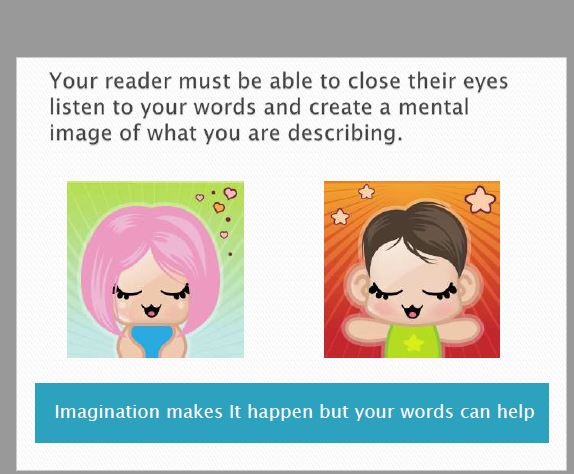 Your reader must be able to close their eyes
listen to your words and create a mental
image of what you are describing.
Imagination makes It happen but your words can help